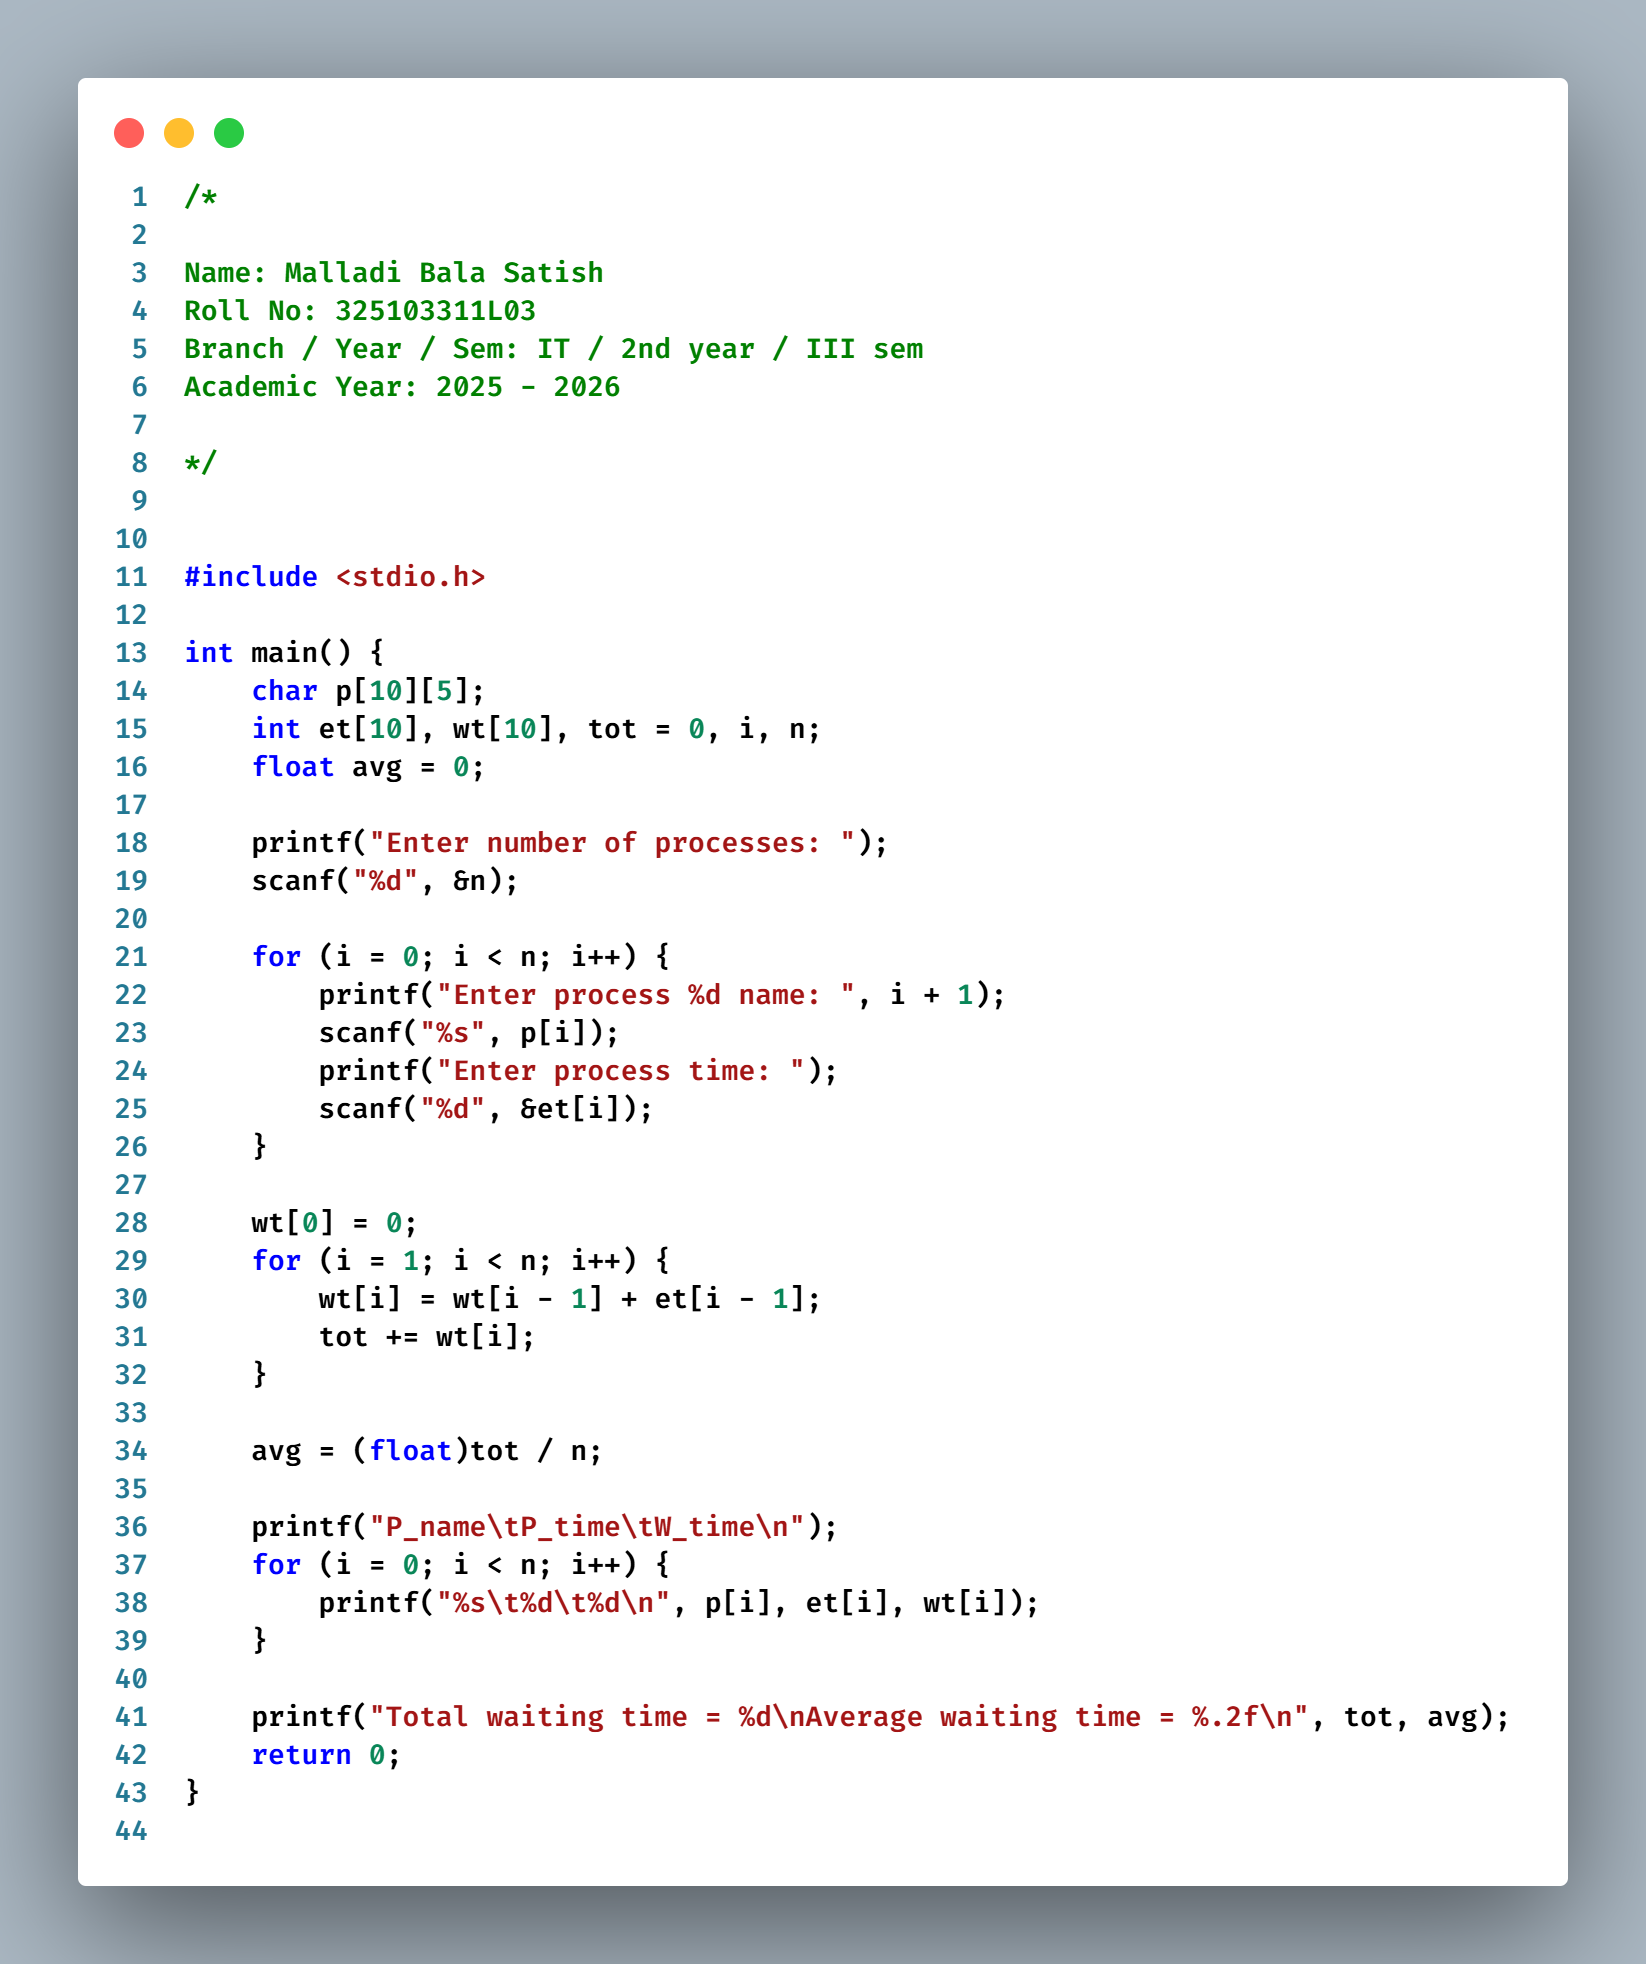 1 /*
2
3 Name: Malladi Bala Satish
4 Roll No: 325103311L03
5 Branch / Year / Sem: IT / 2nd year / III sem
6 Academic Year: 2025 - 2026
7
8 */
9
10
11 #include <stdio.h>
12
13 int main() {
14     char p[10][5];
15     int et[10], wt[10], tot = 0, i, n;
16     float avg = 0;
17
18     printf("Enter number of processes: ");
19     scanf("%d", &n);
20
21     for (i = 0; i < n; i++) {
22         printf("Enter process %d name: ", i + 1);
23         scanf("%s", p[i]);
24         printf("Enter process time: ");
25         scanf("%d", &et[i]);
26     }
27
28     wt[0] = 0;
29     for (i = 1; i < n; i++) {
30         wt[i] = wt[i - 1] + et[i - 1];
31         tot += wt[i];
32     }
33
34     avg = (float)tot / n;
35
36     printf("P_name\tP_time\tW_time\n");
37     for (i = 0; i < n; i++) {
38         printf("%s\t%d\t%d\n", p[i], et[i], wt[i]);
39     }
40
41     printf("Total waiting time = %d\nAverage waiting time = %.2f\n", tot, avg);
42     return 0;
43 }
44